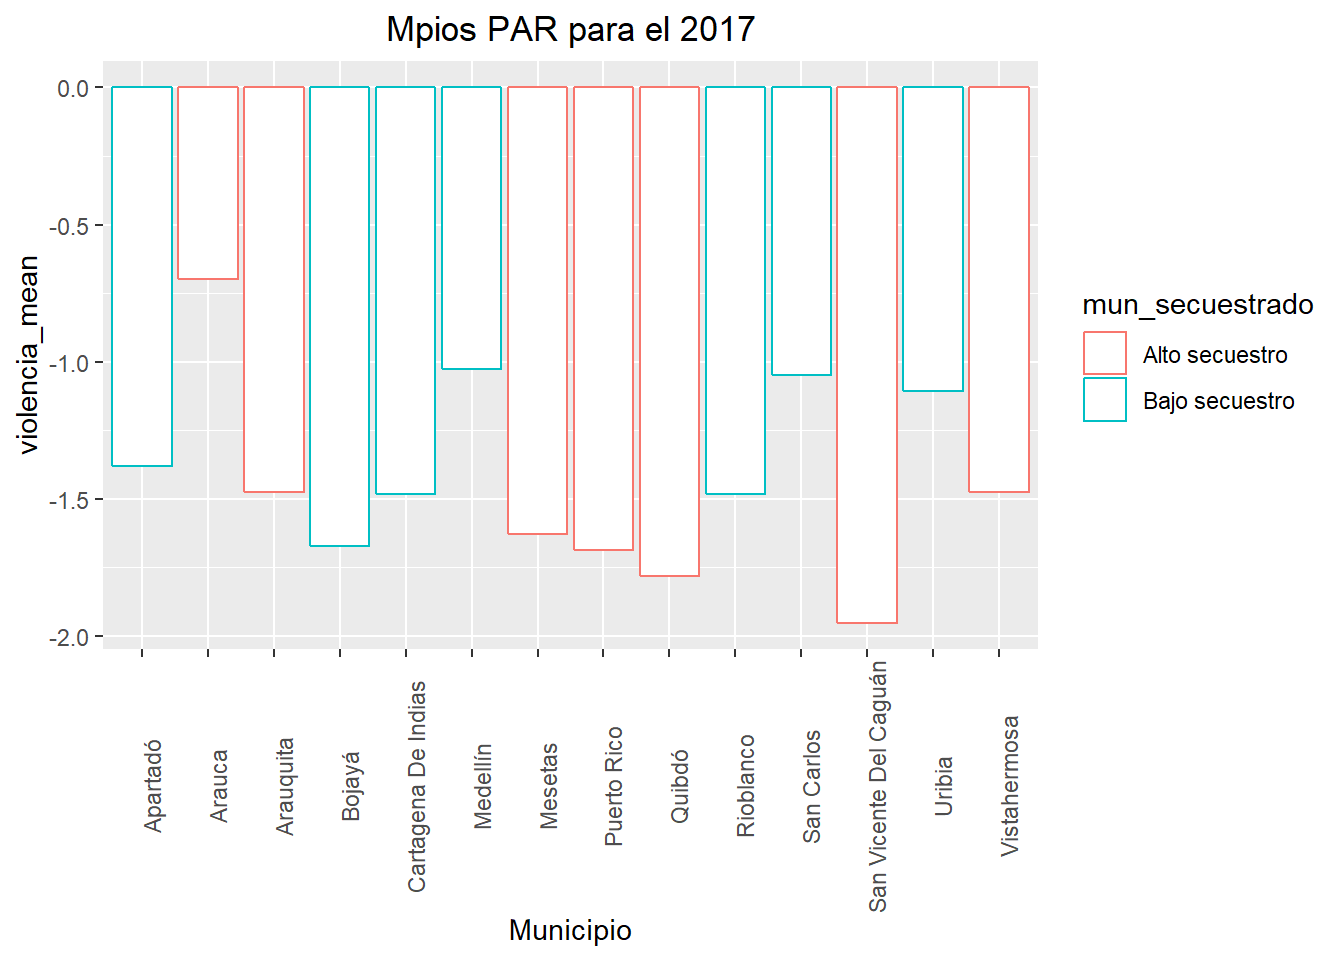 Mpios PAR para el 2017
violencia_mean
0.0
-0.5
-1.0
-1.5
-2.0
Apartadó
Arauca
Arauquita
Bojayá
Cartagena De Indias
Medellín
Mesetas
Puerto Rico
Quibdó
Rioblanco
San Carlos
San Vicente Del Caguán
Uribia
Vistahermosa
Municipio
mun_secuestrado
Alto secuestro
Bajo secuestro